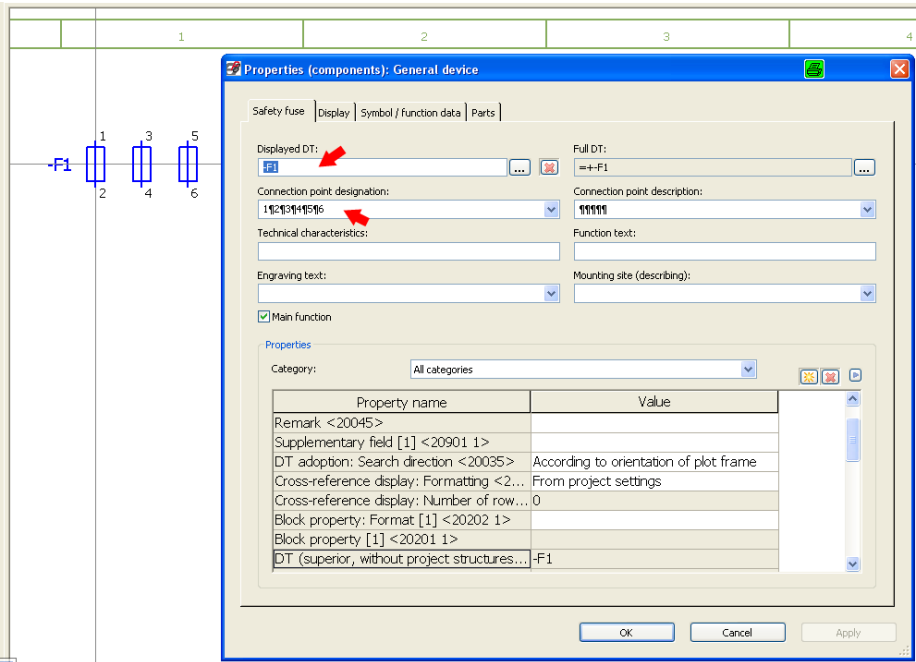 1 2 3 4
Properties (components): General device
Safety fuse Display Symbol / function data Parts
Displayed DT: Full DT:
-F1 ... =+-F1 ...
Connection point designation: Connection point description:
1¶2¶3¶4¶5¶6 ¶¶¶¶¶
Technical characteristics: Function text:
Engraving text: Mounting site (describing):
Main function
Properties
Category: All categories
Property name Value
Remark <20045>
Supplementary field [1] <20901 1>
DT adoption: Search direction <20035> According to orientation of plot frame
Cross-reference display: Formatting <2... From project settings
Cross-reference display: Number of row... 0
Block property: Format [1] <20202 1>
Block property [1] <20201 1>
DT (superior, without project structures... -F1
OK Cancel Apply
1 3 5
-F1
2 4 6